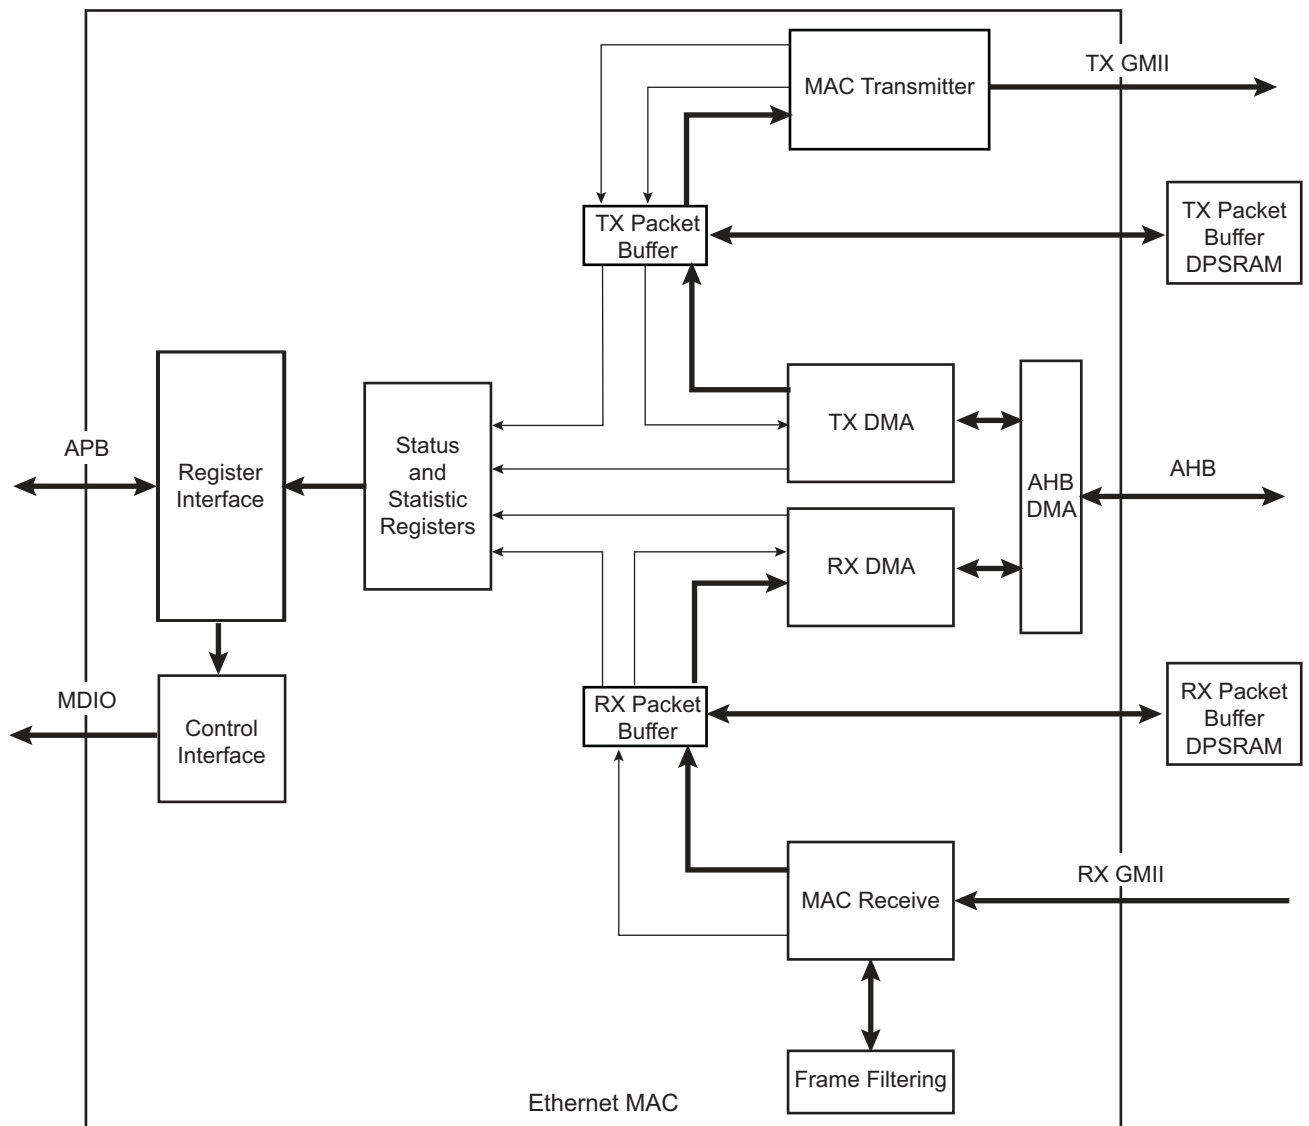 MAC Transmitter
TX GMII
TX Packet
Buffer
TX Packet
Buffer
DPSRAM
APB
Register
Interface
Status
and
Statistic
Registers
TX DMA
RX DMA
AHB
DMA
AHB
MDIO
Control
Interface
RX Packet
Buffer
RX Packet
Buffer
DPSRAM
MAC Receive
RX GMII
Frame Filtering
Ethernet MAC